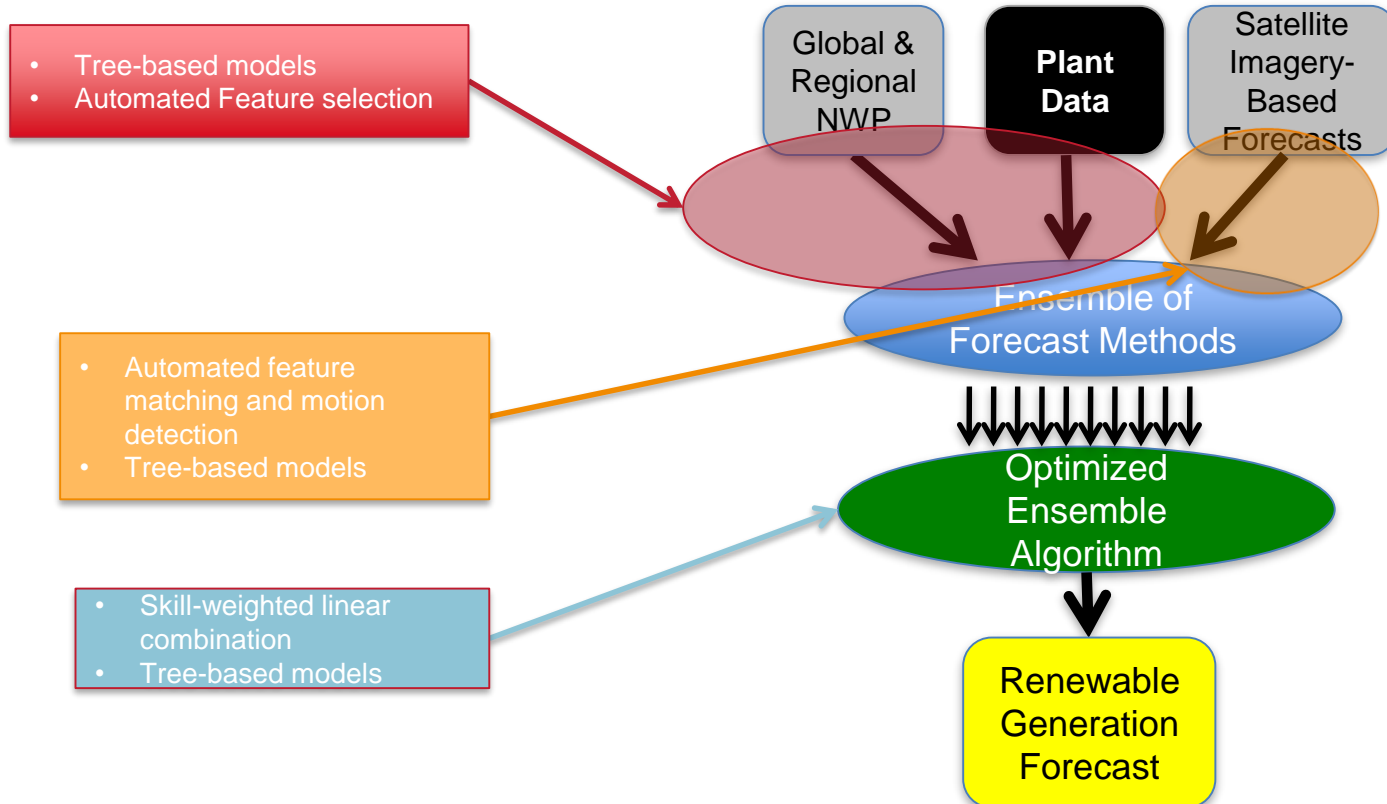 • Tree-based models
• Automated Feature selection
Global &
Regional
NWP
Plant
Data
Satellite
Imagery-
Based
Forecasts
• Automated feature
matching and motion
detection
• Tree-based models
Ensemble of
Forecast Methods
Optimized
Ensemble
Algorithm
• Skill-weighted linear
combination
• Tree-based models
Renewable
Generation
Forecast